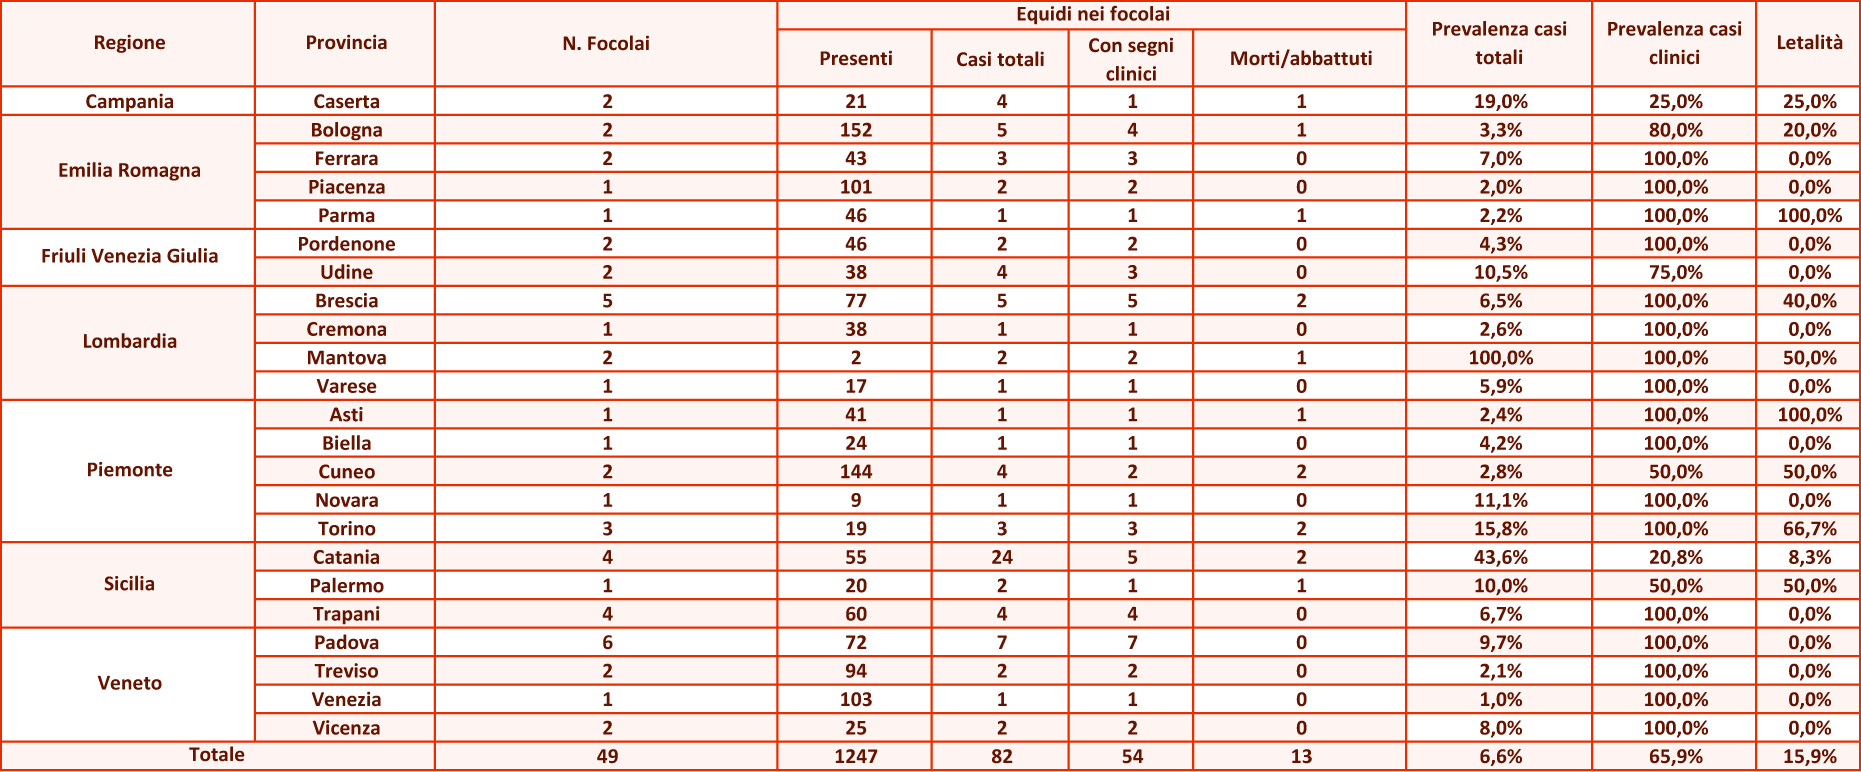 Regione Provincia N. Focolai Equidi nei focolai Prevalenza casi totali Prevalenza casi clinici Letalità
Presenti Casi totali Con segni clinici Morti/abbattuti
Campania Caserta 2 21 4 1 1 19,0% 25,0% 25,0%
Emilia Romagna Bologna 2 152 5 4 1 3,3% 80,0% 20,0%
Ferrara 2 43 3 3 0 7,0% 100,0% 0,0%
Piacenza 1 101 2 2 0 2,0% 100,0% 0,0%
Parma 1 46 1 1 1 2,2% 100,0% 100,0%
Friuli Venezia Giulia Pordenone 2 46 2 2 0 4,3% 100,0% 0,0%
Udine 2 38 4 3 0 10,5% 75,0% 0,0%
Lombardia Brescia 5 77 5 5 2 6,5% 100,0% 40,0%
Cremona 1 38 1 1 0 2,6% 100,0% 0,0%
Mantova 2 2 2 2 1 100,0% 100,0% 50,0%
Varese 1 17 1 1 0 5,9% 100,0% 0,0%
Piemonte Asti 1 41 1 1 1 2,4% 100,0% 100,0%
Biella 1 24 1 1 0 4,2% 100,0% 0,0%
Cuneo 2 144 4 2 2 2,8% 50,0% 50,0%
Novara 1 9 1 1 0 11,1% 100,0% 0,0%
Torino 3 19 3 3 2 15,8% 100,0% 66,7%
Sicilia Catania 4 55 24 5 2 43,6% 20,8% 8,3%
Palermo 1 20 2 1 1 10,0% 50,0% 50,0%
Trapani 4 60 4 4 0 6,7% 100,0% 0,0%
Veneto Padova 6 72 7 7 0 9,7% 100,0% 0,0%
Treviso 2 94 2 2 0 2,1% 100,0% 0,0%
Venezia 1 103 1 1 0 1,0% 100,0% 0,0%
Vicenza 2 25 2 2 0 8,0% 100,0% 0,0%
Totale 49 1247 82 54 13 6,6% 65,9% 15,9%